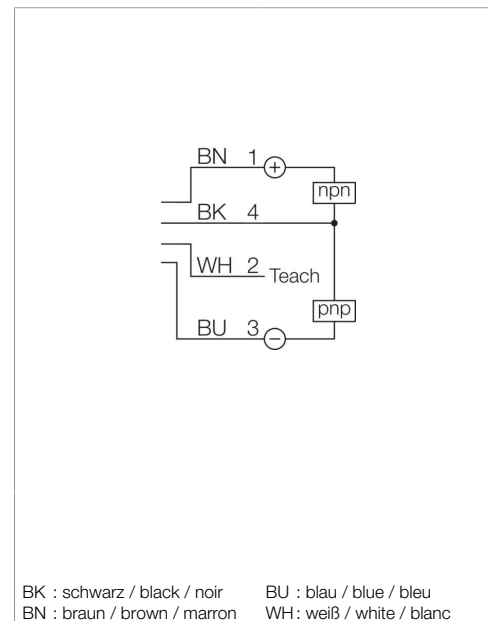 BN 1 +
npn
BK 4
WH 2 Teach
pnp
BU 3 −
BK : schwarz / black / noir BU : blau / blue / bleu
BN : braun / brown / marron WH : weiß / white / blanc